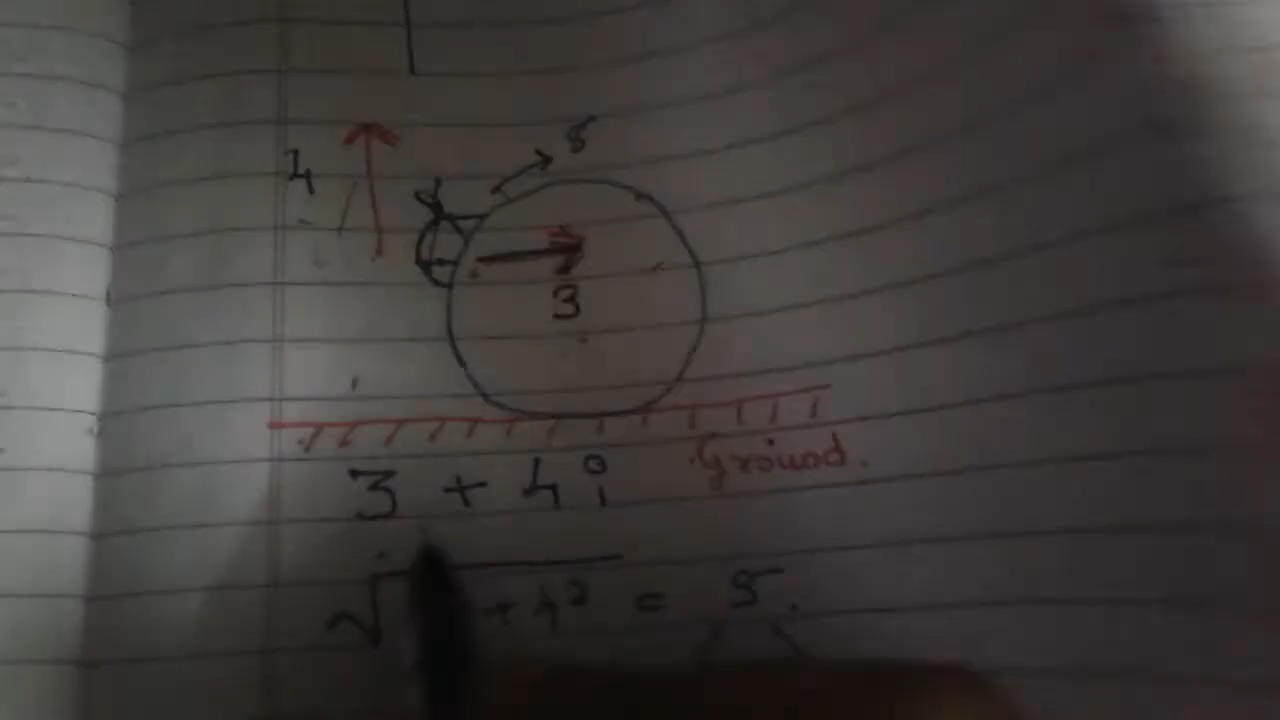 5
4
3
Ground.
3 + 4i
√ + 4² = 5.